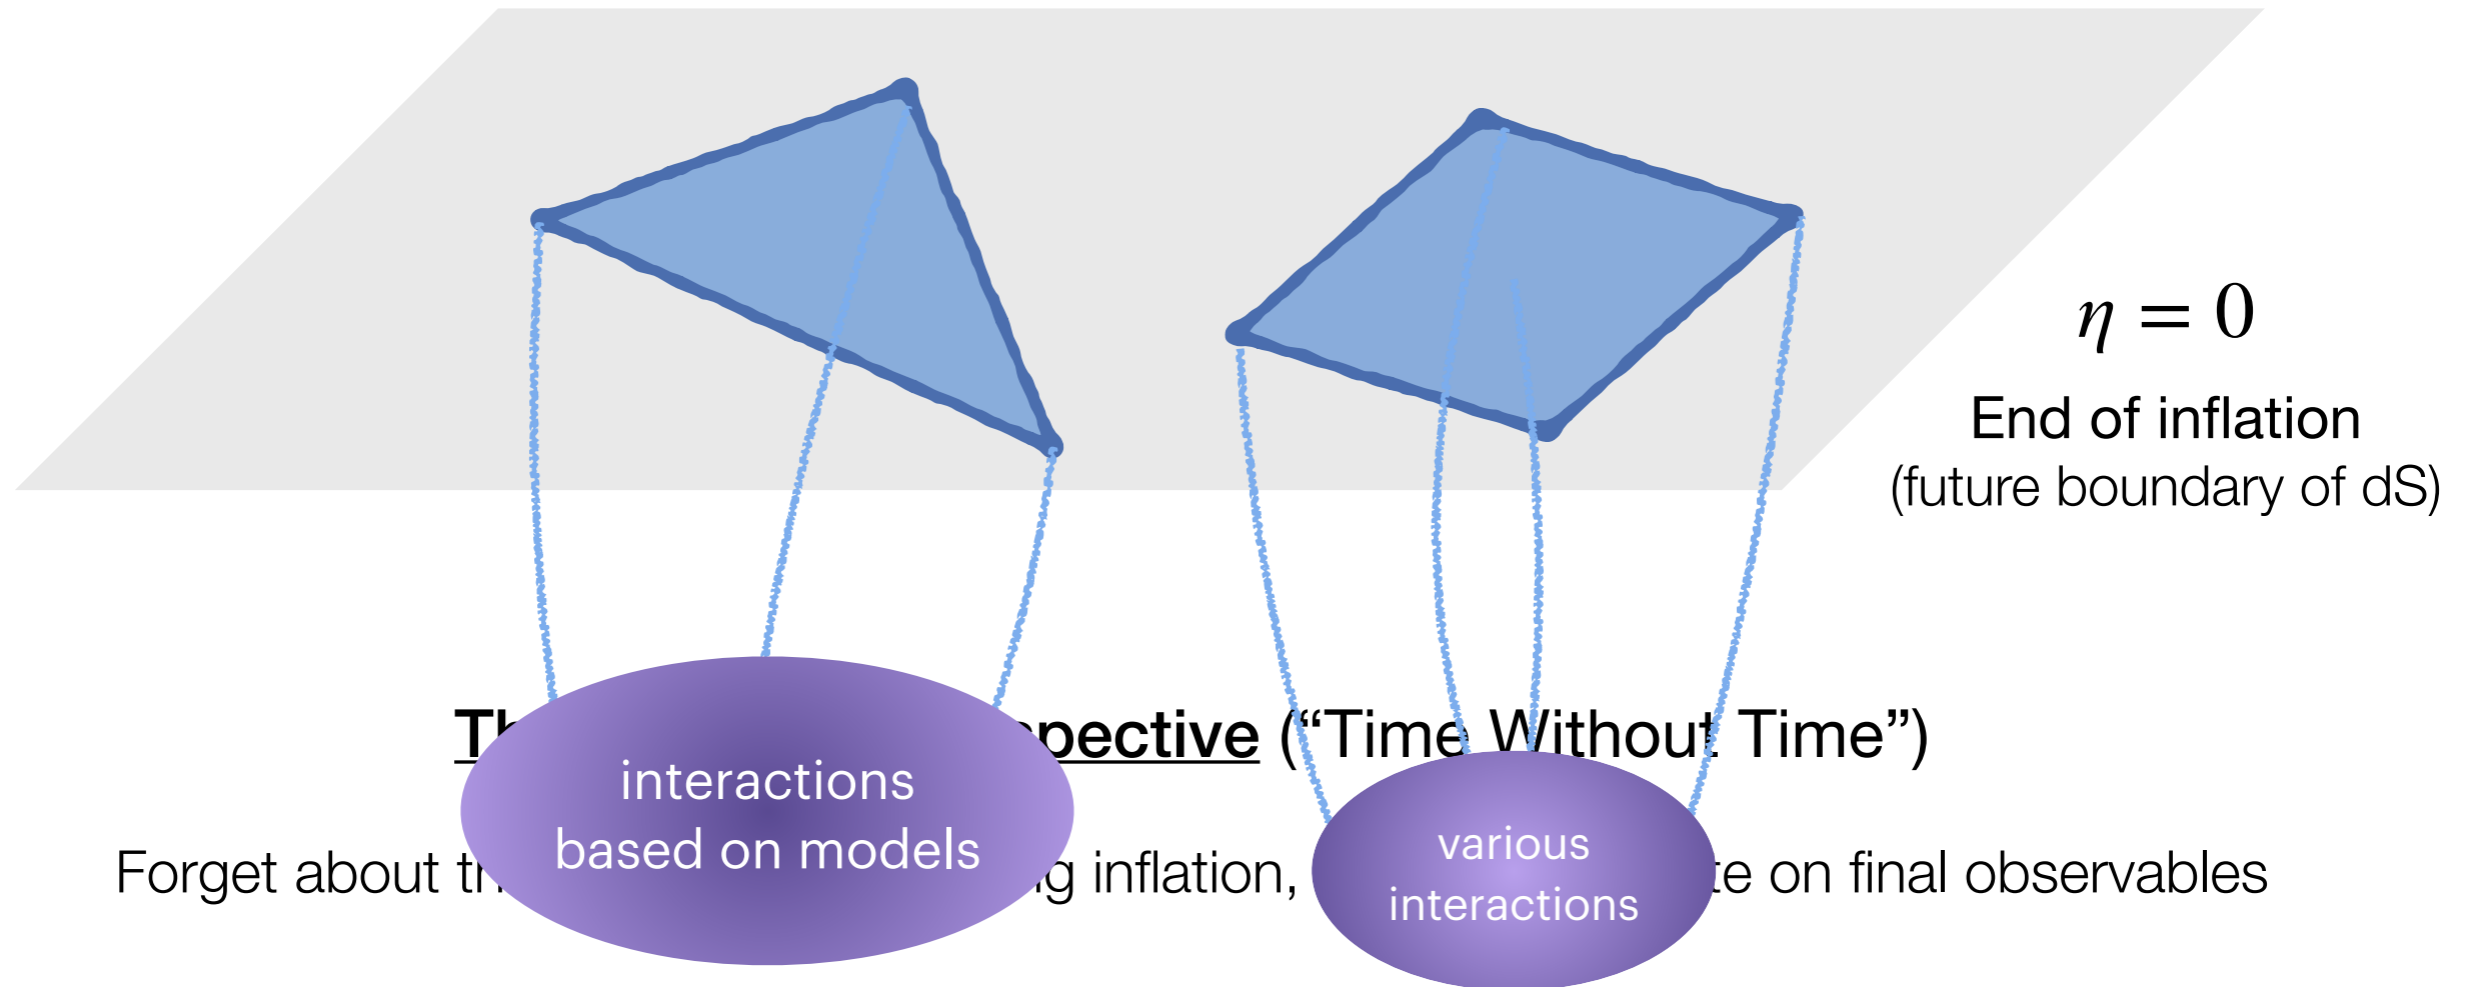 η = 0
End of inflation
(future boundary of dS)
pective (“Time Without Time”)
interactions
based on models
various
interactions
Forget about inflation, on final observables